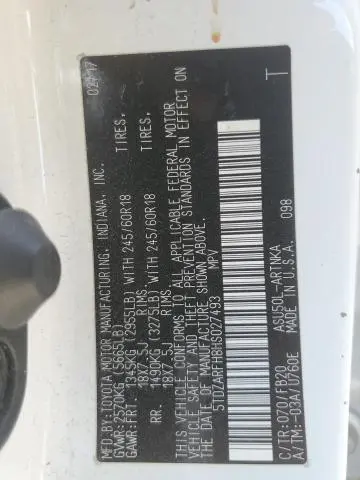 MFD.BY:TOYOTA MOTOR MANUFACTURING, INDIANA, INC. 02/17
GVWR:2570KG (5665LB)
GAWR:FRT. 1345KG (2955LB) WITH 245/60R18 TIRES,
18X7.5J RIMS,
RR. 1490KG (3275LB) WITH 245/60R18 TIRES,
18X7.5J RIMS,
THIS VEHICLE CONFORMS TO ALL APPLICABLE FEDERAL MOTOR
VEHICLE SAFETY AND THEFT PREVENTION STANDARDS IN EFFECT ON
THE DATE OF MANUFACTURE SHOWN ABOVE.
5TDZARFH8HS027493 MPV
T
C/TR:070/FB20 ASU50L-ARTNKA
A/TM:-03A/U760E MADE IN U.S.A. 098